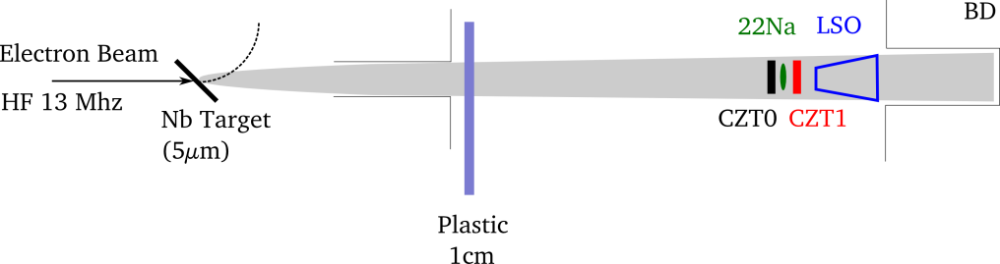 BD
22Na
LSO
Electron Beam
HF 13 Mhz
Nb Target
(5μm)
CZT0
CZT1
Plastic
1cm